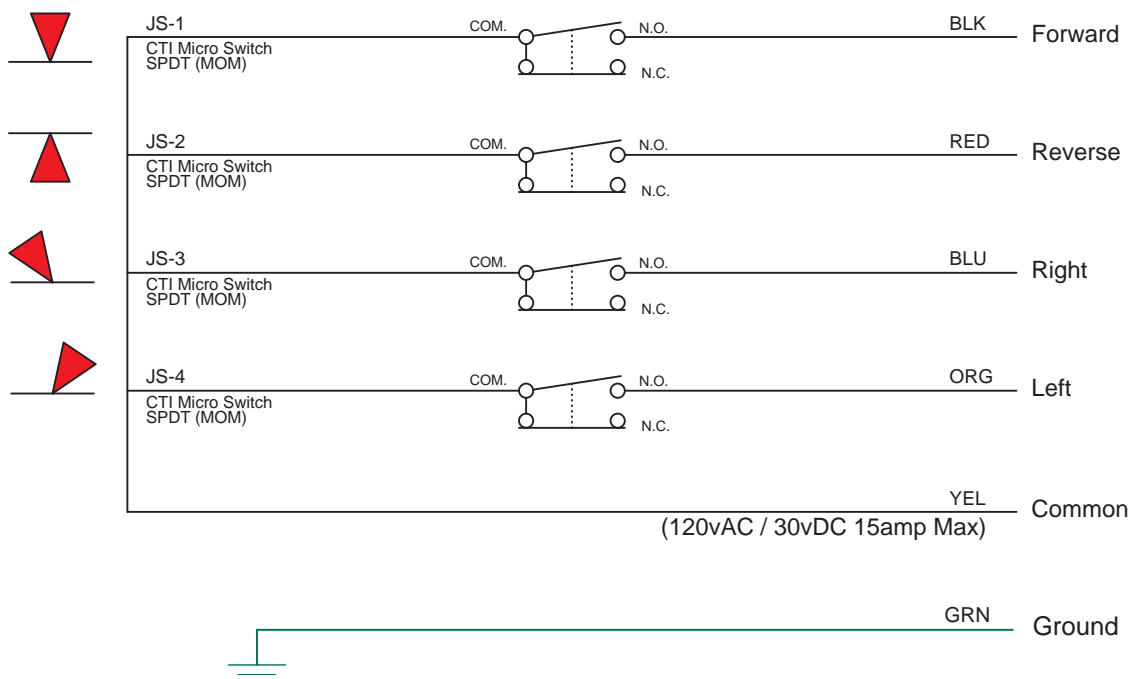 JS-1
COM.
N.O.
BLK
Forward
CTI Micro Switch
SPDT (MOM)
N.C.
JS-2
COM.
N.O.
RED
Reverse
CTI Micro Switch
SPDT (MOM)
N.C.
JS-3
COM.
N.O.
BLU
Right
CTI Micro Switch
SPDT (MOM)
N.C.
JS-4
COM.
N.O.
ORG
Left
CTI Micro Switch
SPDT (MOM)
N.C.
YEL
Common
(120vAC / 30vDC 15amp Max)
GRN
Ground